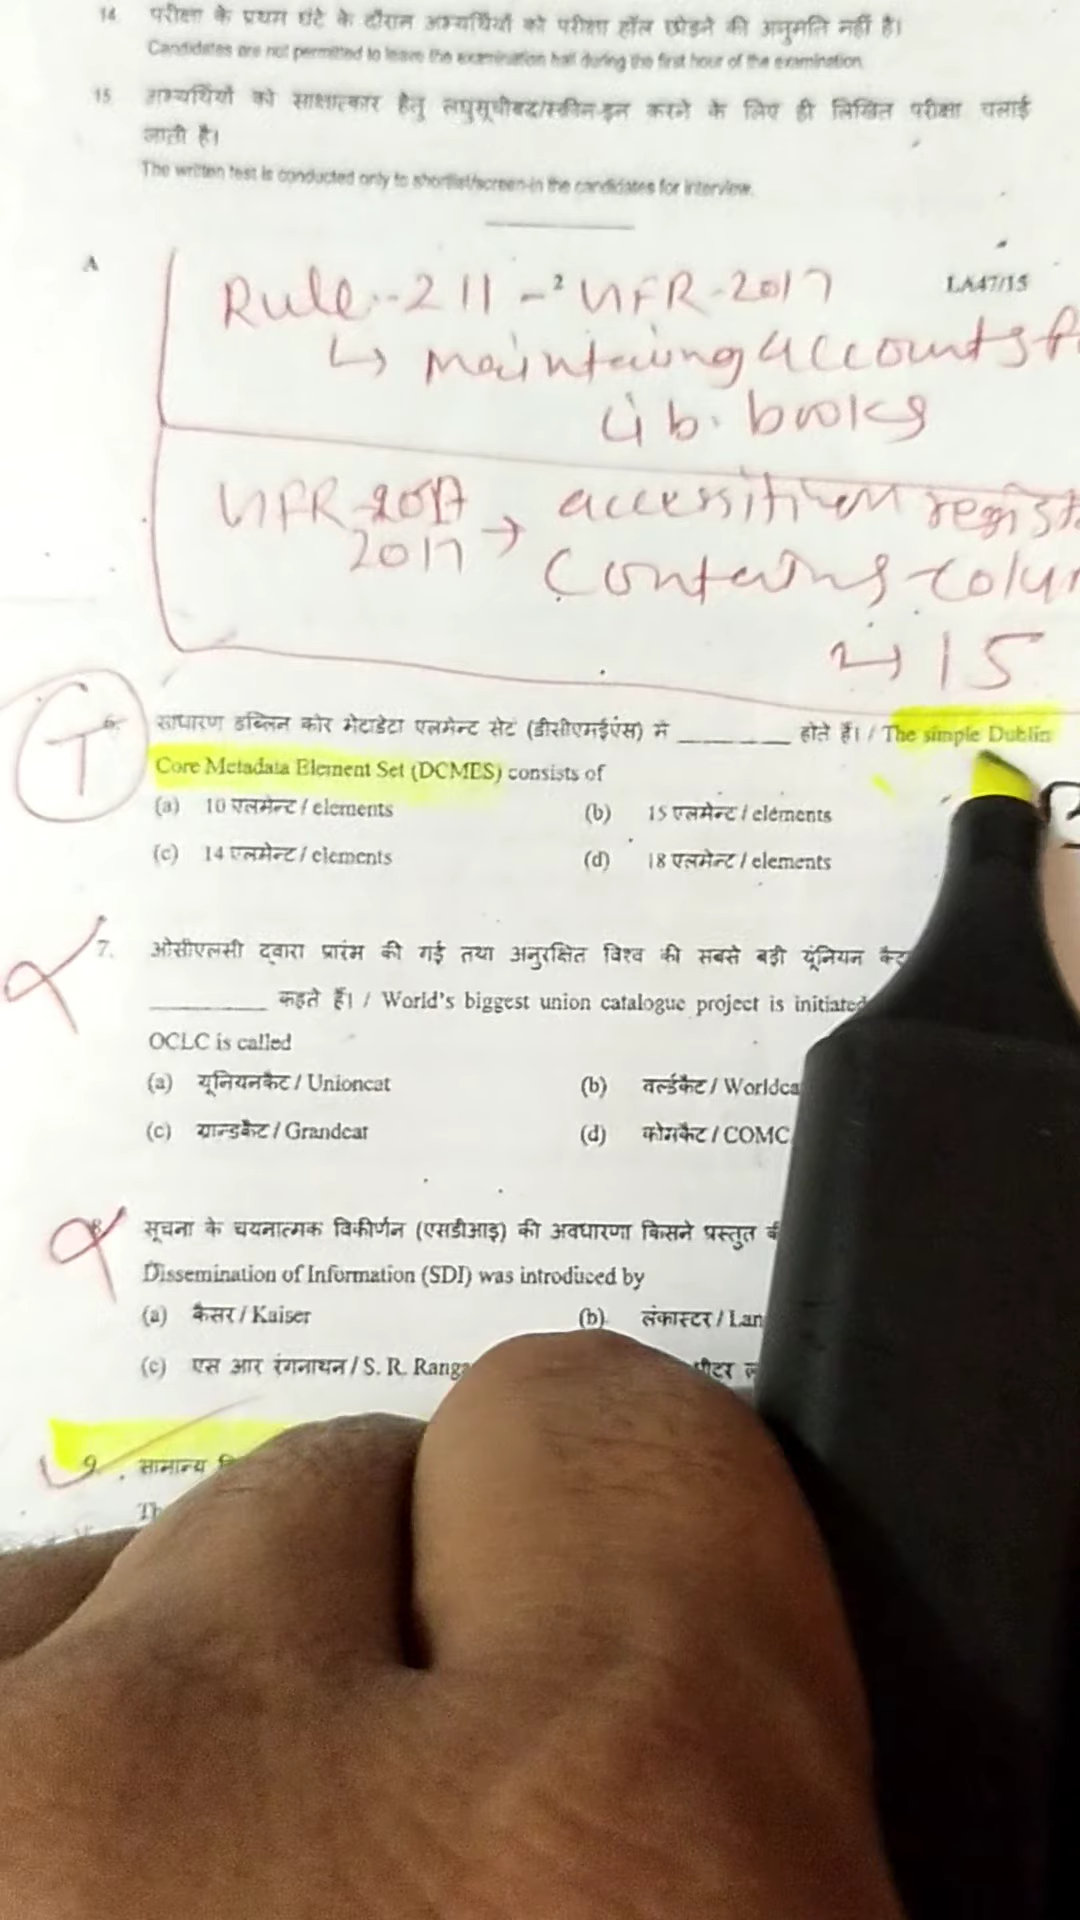 14 परीक्षा के प्रथम घंटे के दौरान अभ्यर्थियों को परीक्षा हॉल छोड़ने की अनुमति नहीं है।
Candidates are not permitted to leave the examination hall during the first hour of the examination.
15 अभ्यर्थियों को साक्षात्कार हेतु लघुसूचीबद्ध/स्क्रीन-इन करने के लिए ही लिखित परीक्षा चलाई
जाती है।
The written test is conducted only to shortlist/screen-in the candidates for interview.
A
2
LA47/15
Rule - 211 - GFR - 2017
↳ maintaining accounts
lib. books
GFR 2017 → accession
2017
contains
↳ 15
T
6. साधारण डब्लिन कोर मेटाडेटा एलमेन्ट सेट (डीसीएमईएस) में ________ होते हैं। / The simple Dublin
Core Metadata Element Set (DCMES) consists of
(a) 10 एलमेन्ट / elements
(b) 15 एलमेन्ट / elements
(c) 14 एलमेन्ट / elements
(d) 18 एलमेन्ट / elements
7. ओसीएलसी द्वारा प्रारंभ की गई तथा अनुरक्षित विश्व की सबसे बड़ी यूनियन
________ कहते हैं। / World's biggest union catalogue project is initiated
OCLC is called
(a) यूनियनकैट / Unioncat
(b) वर्ल्डकैट / Worldca
(c) ग्रान्डकैट / Grandcat
(d) कोमकैट / COMC
सूचना के चयनात्मक विकीर्णन (एसडीआइ) की अवधारणा किसने प्रस्तुत
Dissemination of Information (SDI) was introduced by
(a) कैसर / Kaiser
(b) लंकास्टर / Lan
(c) एस आर रंगनाथन / S. R. Ranga
पीटर
9. सामान्य
Th